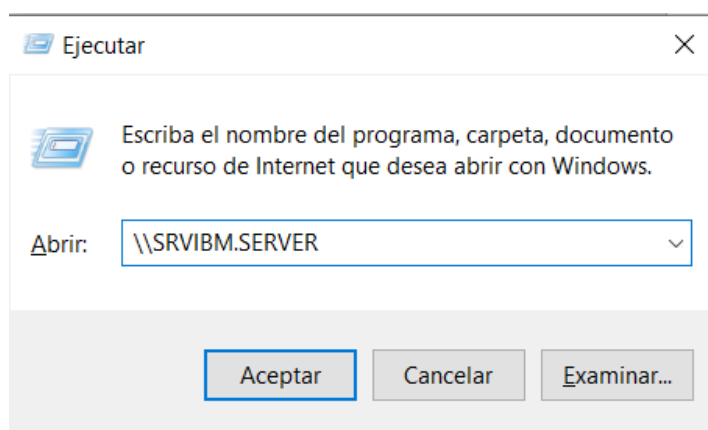 Ejecutar
Escriba el nombre del programa, carpeta, documento
o recurso de Internet que desea abrir con Windows.
Abrir: \\SRVIBM.SERVER
Aceptar Cancelar Examinar...